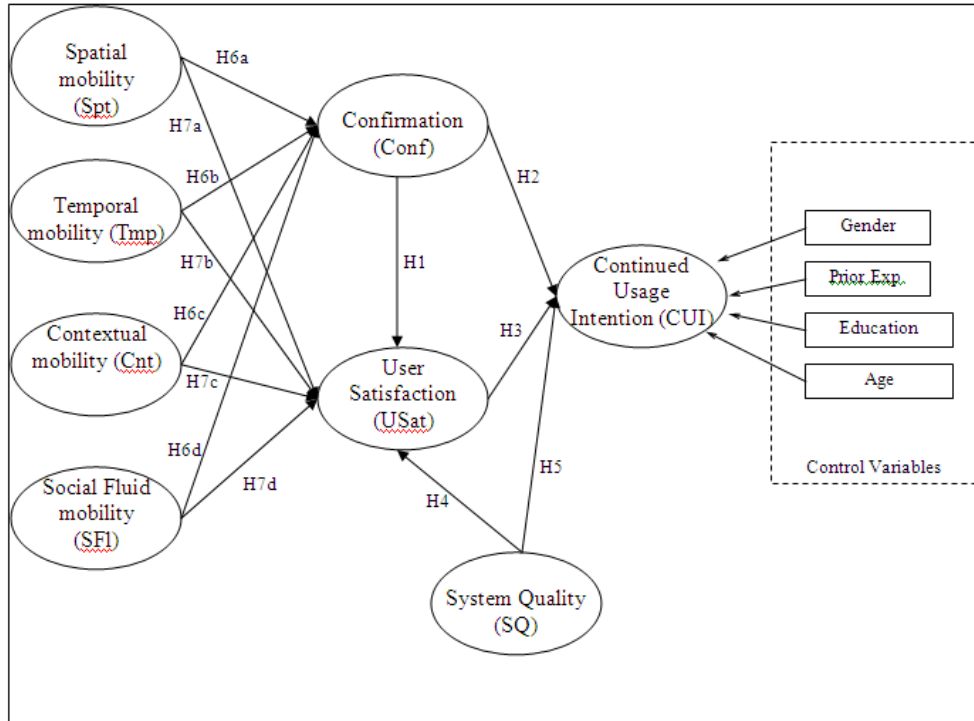 Spatial
mobility
(Spt)
H6a
H7a
Confirmation
(Conf)
H2
Temporal
mobility (Tmp)
H6b
H7b
H1
Gender
Prior Exp.
Education
Age
Control Variables
Continued
Usage
Intention (CUI)
Contextual
mobility (Cnt)
H6c
H7c
H3
User
Satisfaction
(USat)
Social Fluid
mobility
(SFl)
H6d
H7d
H4
H5
System Quality
(SQ)